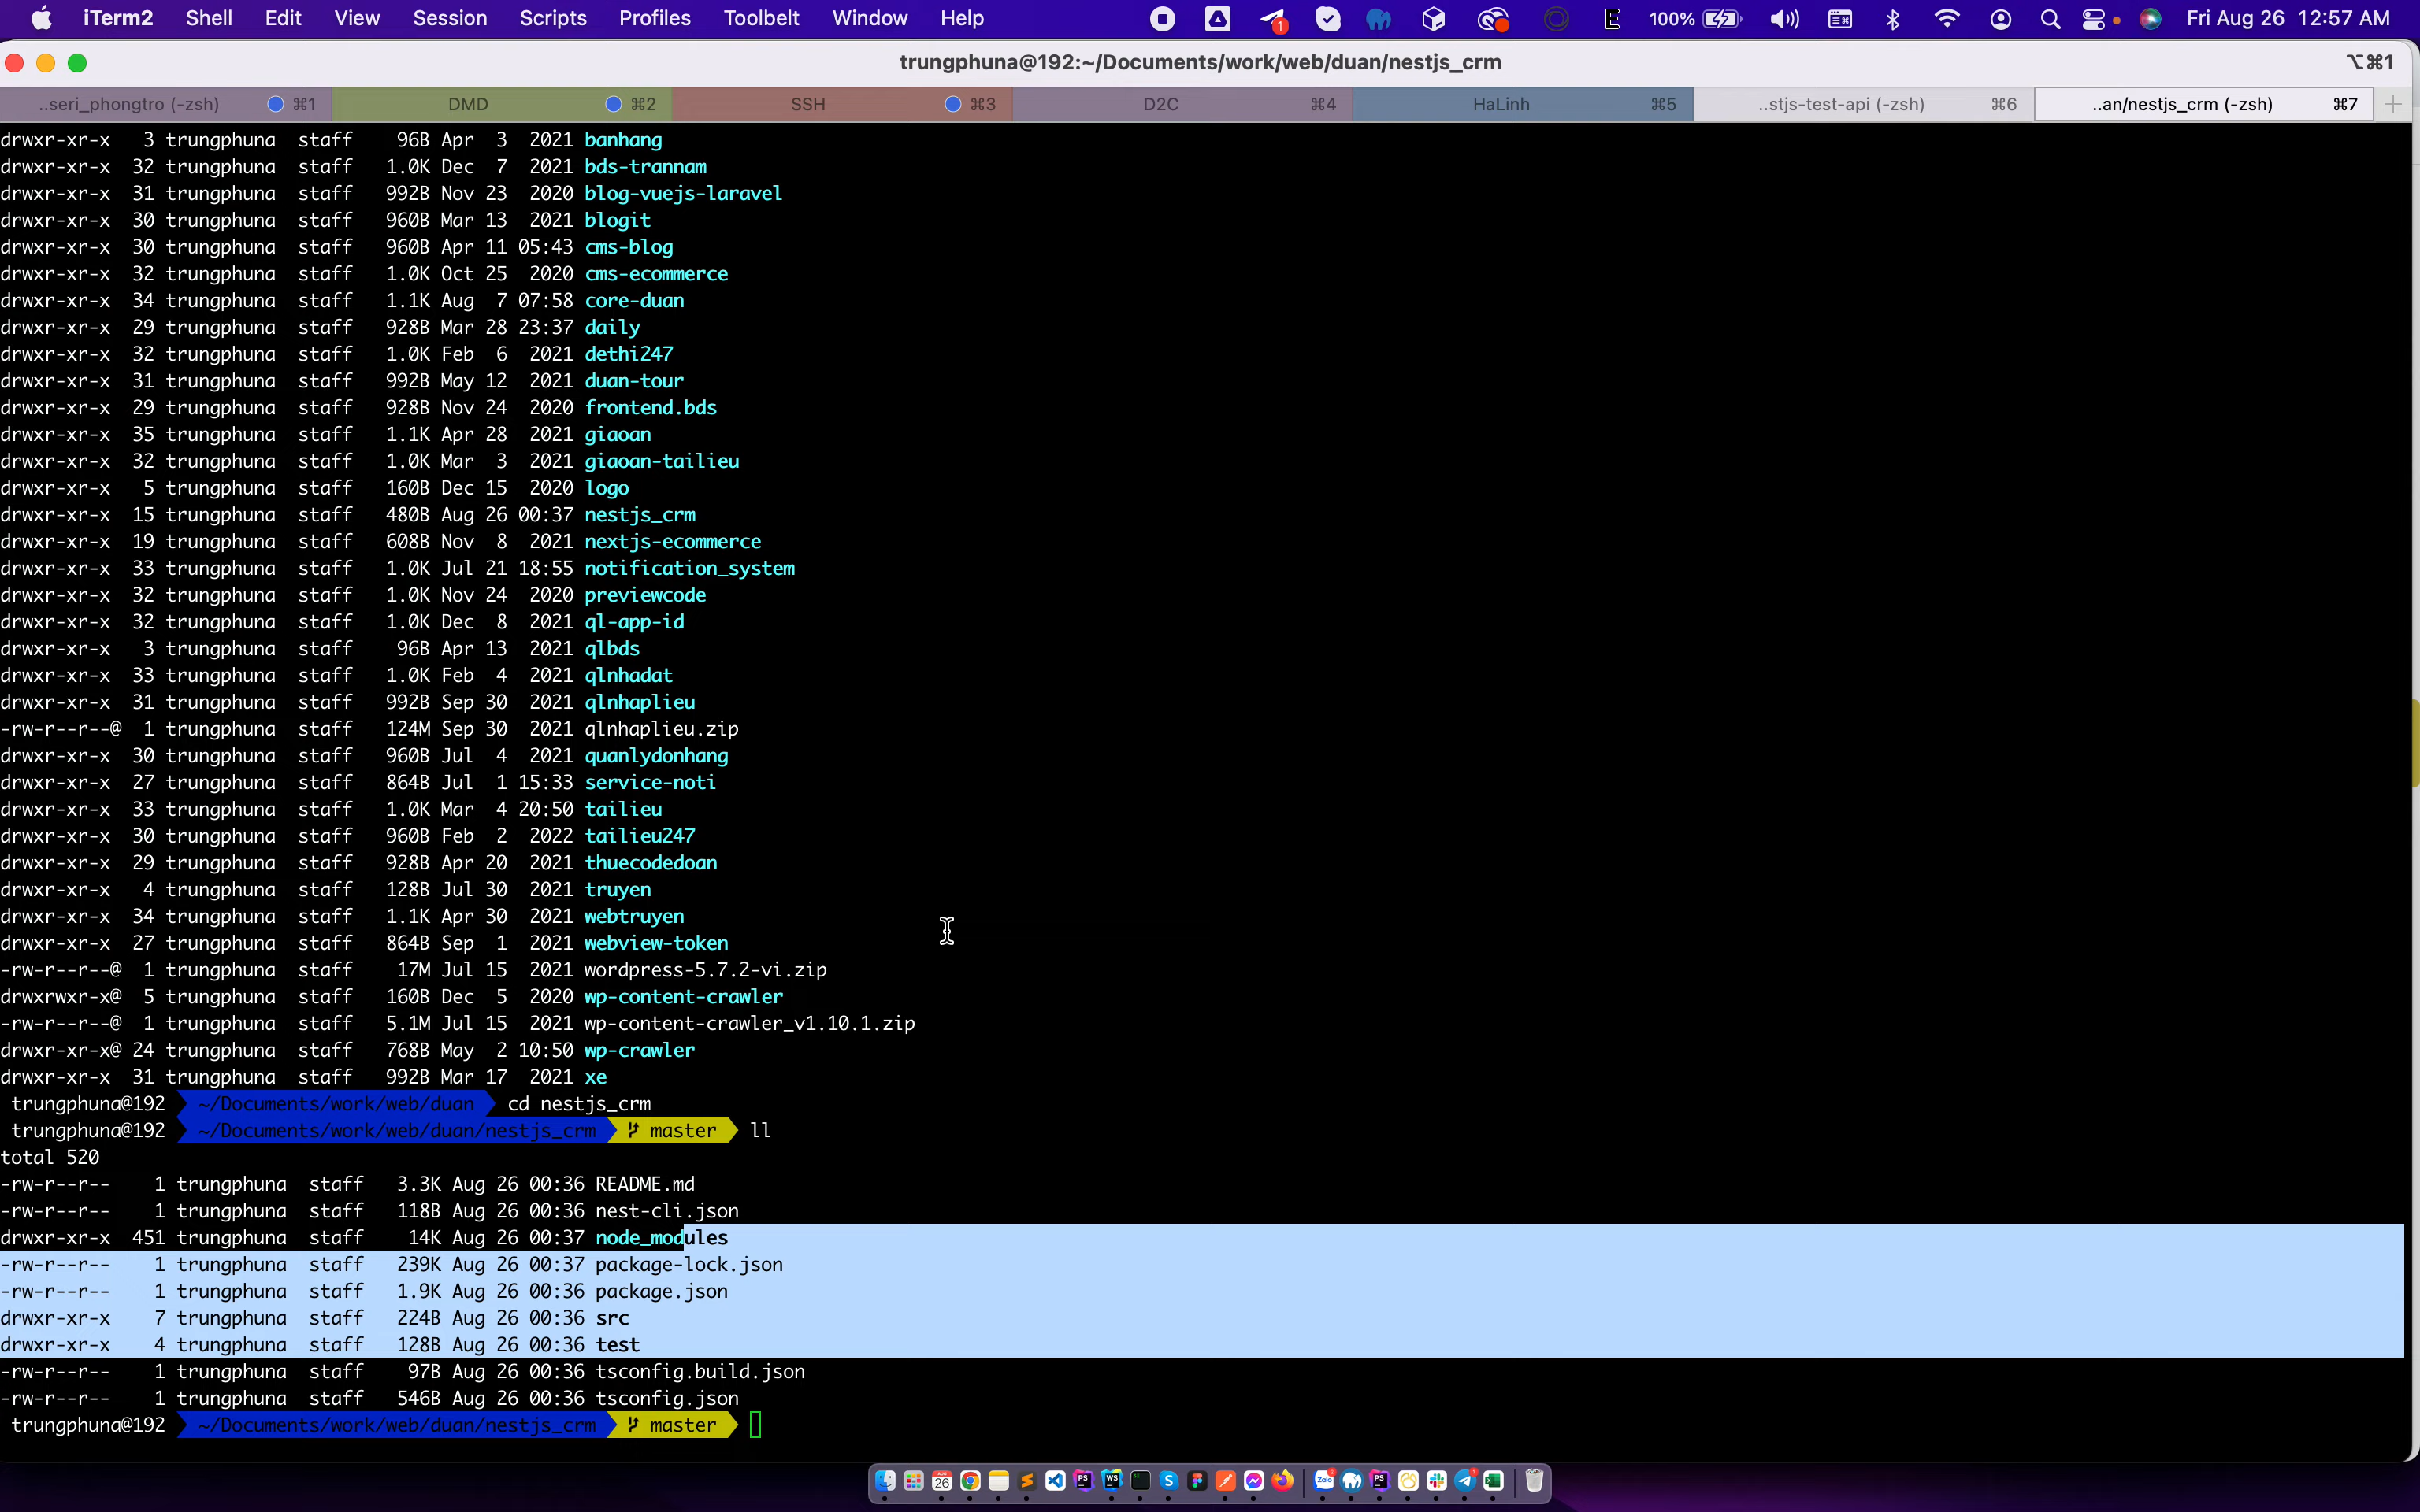 iTerm2 Shell Edit View Session Scripts Profiles Toolbelt Window Help 1 E 100% Fri Aug 26 12:57 AM
trungphuna@192:~/Documents/work/web/duan/nestjs_crm ⌥⌘1
..seri_phongtro (-zsh) ⌘1 DMD ⌘2 SSH ⌘3 D2C ⌘4 HaLinh ⌘5 ..stjs-test-api (-zsh) ⌘6 ..an/nestjs_crm (-zsh) ⌘7
drwxr-xr-x 3 trungphuna staff 96B Apr 3 2021 banhang
drwxr-xr-x 32 trungphuna staff 1.0K Dec 7 2021 bds-trannam
drwxr-xr-x 31 trungphuna staff 992B Nov 23 2020 blog-vuejs-laravel
drwxr-xr-x 30 trungphuna staff 960B Mar 13 2021 blogit
drwxr-xr-x 30 trungphuna staff 960B Apr 11 05:43 cms-blog
drwxr-xr-x 32 trungphuna staff 1.0K Oct 25 2020 cms-ecommerce
drwxr-xr-x 34 trungphuna staff 1.1K Aug 7 07:58 core-duan
drwxr-xr-x 29 trungphuna staff 928B Mar 28 23:37 daily
drwxr-xr-x 32 trungphuna staff 1.0K Feb 6 2021 dethi247
drwxr-xr-x 31 trungphuna staff 992B May 12 2021 duan-tour
drwxr-xr-x 29 trungphuna staff 928B Nov 24 2020 frontend.bds
drwxr-xr-x 35 trungphuna staff 1.1K Apr 28 2021 giaoan
drwxr-xr-x 32 trungphuna staff 1.0K Mar 3 2021 giaoan-tailieu
drwxr-xr-x 5 trungphuna staff 160B Dec 15 2020 logo
drwxr-xr-x 15 trungphuna staff 480B Aug 26 00:37 nestjs_crm
drwxr-xr-x 19 trungphuna staff 608B Nov 8 2021 nextjs-ecommerce
drwxr-xr-x 33 trungphuna staff 1.0K Jul 21 18:55 notification_system
drwxr-xr-x 32 trungphuna staff 1.0K Nov 24 2020 previewcode
drwxr-xr-x 32 trungphuna staff 1.0K Dec 8 2021 ql-app-id
drwxr-xr-x 3 trungphuna staff 96B Apr 13 2021 qlbds
drwxr-xr-x 33 trungphuna staff 1.0K Feb 4 2021 qlnhadat
drwxr-xr-x 31 trungphuna staff 992B Sep 30 2021 qlnhaplieu
-rw-r--r--@ 1 trungphuna staff 124M Sep 30 2021 qlnhaplieu.zip
drwxr-xr-x 30 trungphuna staff 960B Jul 4 2021 quanlydonhang
drwxr-xr-x 27 trungphuna staff 864B Jul 1 15:33 service-noti
drwxr-xr-x 33 trungphuna staff 1.0K Mar 4 20:50 tailieu
drwxr-xr-x 30 trungphuna staff 960B Feb 2 2022 tailieu247
drwxr-xr-x 29 trungphuna staff 928B Apr 20 2021 thuecodedoan
drwxr-xr-x 4 trungphuna staff 128B Jul 30 2021 truyen
drwxr-xr-x 34 trungphuna staff 1.1K Apr 30 2021 webtruyen
drwxr-xr-x 27 trungphuna staff 864B Sep 1 2021 webview-token
-rw-r--r--@ 1 trungphuna staff 17M Jul 15 2021 wordpress-5.7.2-vi.zip
drwxrwxr-x@ 5 trungphuna staff 160B Dec 5 2020 wp-content-crawler
-rw-r--r--@ 1 trungphuna staff 5.1M Jul 15 2021 wp-content-crawler_v1.10.1.zip
drwxr-xr-x@ 24 trungphuna staff 768B May 2 10:50 wp-crawler
drwxr-xr-x 31 trungphuna staff 992B Mar 17 2021 xe
trungphuna@192 ~/Documents/work/web/duan cd nestjs_crm
trungphuna@192 ~/Documents/work/web/duan/nestjs_crm master ll
total 520
-rw-r--r-- 1 trungphuna staff 3.3K Aug 26 00:36 README.md
-rw-r--r-- 1 trungphuna staff 118B Aug 26 00:36 nest-cli.json
drwxr-xr-x 451 trungphuna staff 14K Aug 26 00:37 node_modules
-rw-r--r-- 1 trungphuna staff 239K Aug 26 00:37 package-lock.json
-rw-r--r-- 1 trungphuna staff 1.9K Aug 26 00:36 package.json
drwxr-xr-x 7 trungphuna staff 224B Aug 26 00:36 src
drwxr-xr-x 4 trungphuna staff 128B Aug 26 00:36 test
-rw-r--r-- 1 trungphuna staff 97B Aug 26 00:36 tsconfig.build.json
-rw-r--r-- 1 trungphuna staff 546B Aug 26 00:36 tsconfig.json
trungphuna@192 ~/Documents/work/web/duan/nestjs_crm master